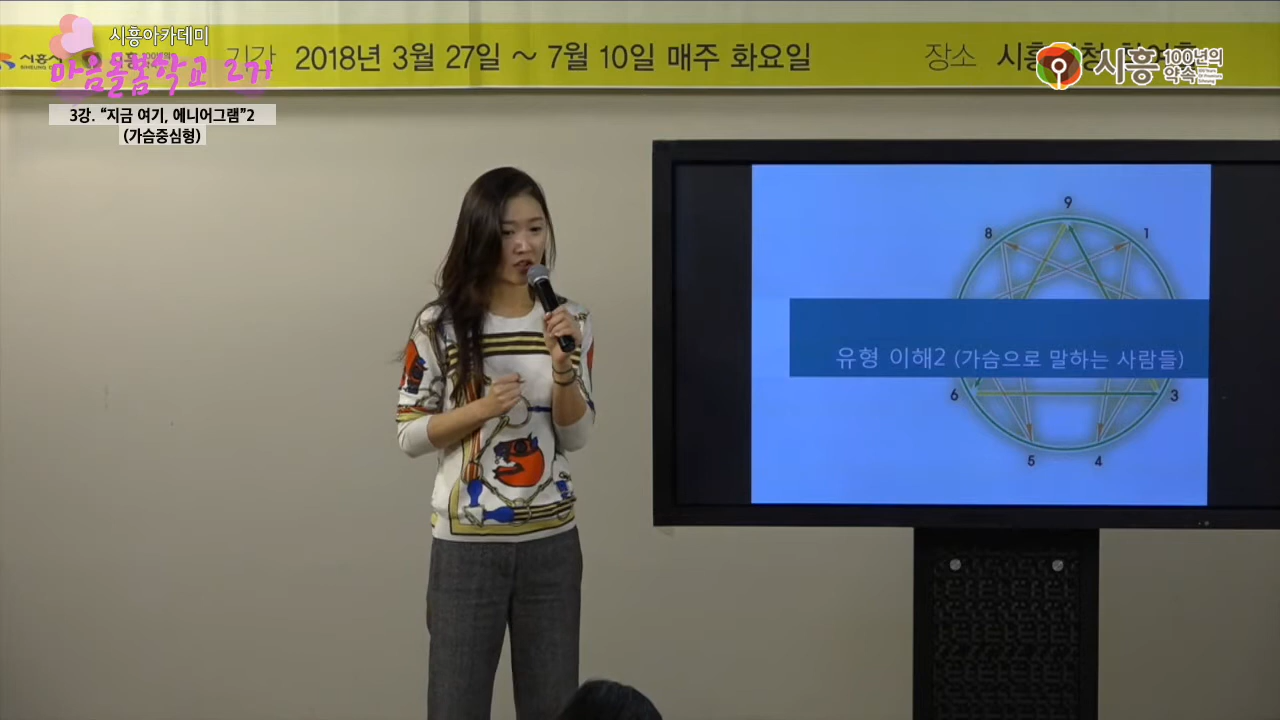 시흥아카데미
마음돌봄학교 2기
3강. “지금 여기, 에니어그램”2
(가슴중심형)
기간 2018년 3월 27일 ~ 7월 10일 매주 화요일
장소
시흥 100년의 약속
9
8 1
유형 이해2 (가슴으로 말하는 사람들)
6 3
5 4